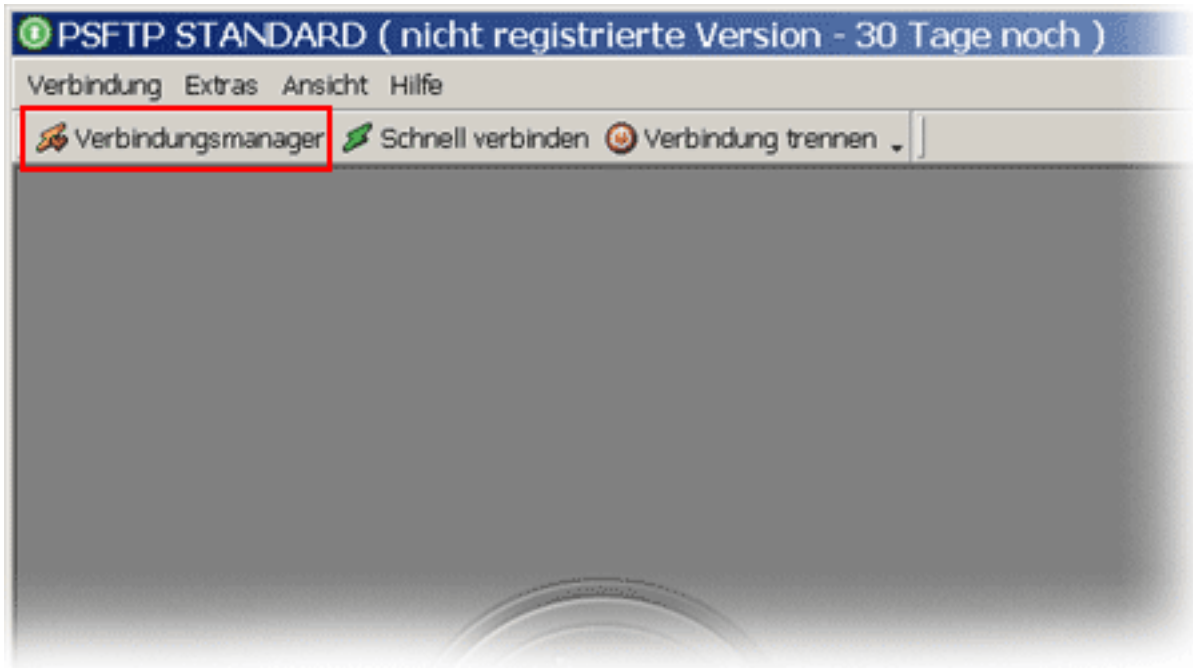 PSFTP STANDARD ( nicht registrierte Version - 30 Tage noch )
Verbindung Extras Ansicht Hilfe
Verbindungsmanager Schnell verbinden Verbindung trennen